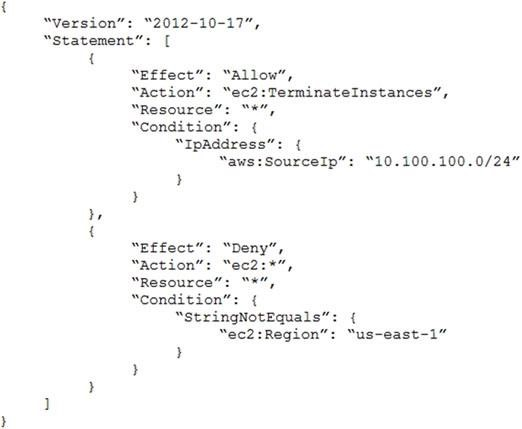 {
“Version”: “2012-10-17”,
“Statement”: [
{
“Effect”: “Allow”,
“Action”: “ec2:TerminateInstances”,
“Resource”: “*”,
“Condition”: {
“IpAddress”: {
“aws:SourceIp”: “10.100.100.0/24”
}
}
},
{
“Effect”: “Deny”,
“Action”: “ec2:*”,
“Resource”: “*”,
“Condition”: {
“StringNotEquals”: {
“ec2:Region”: “us-east-1”
}
}
}
]
}